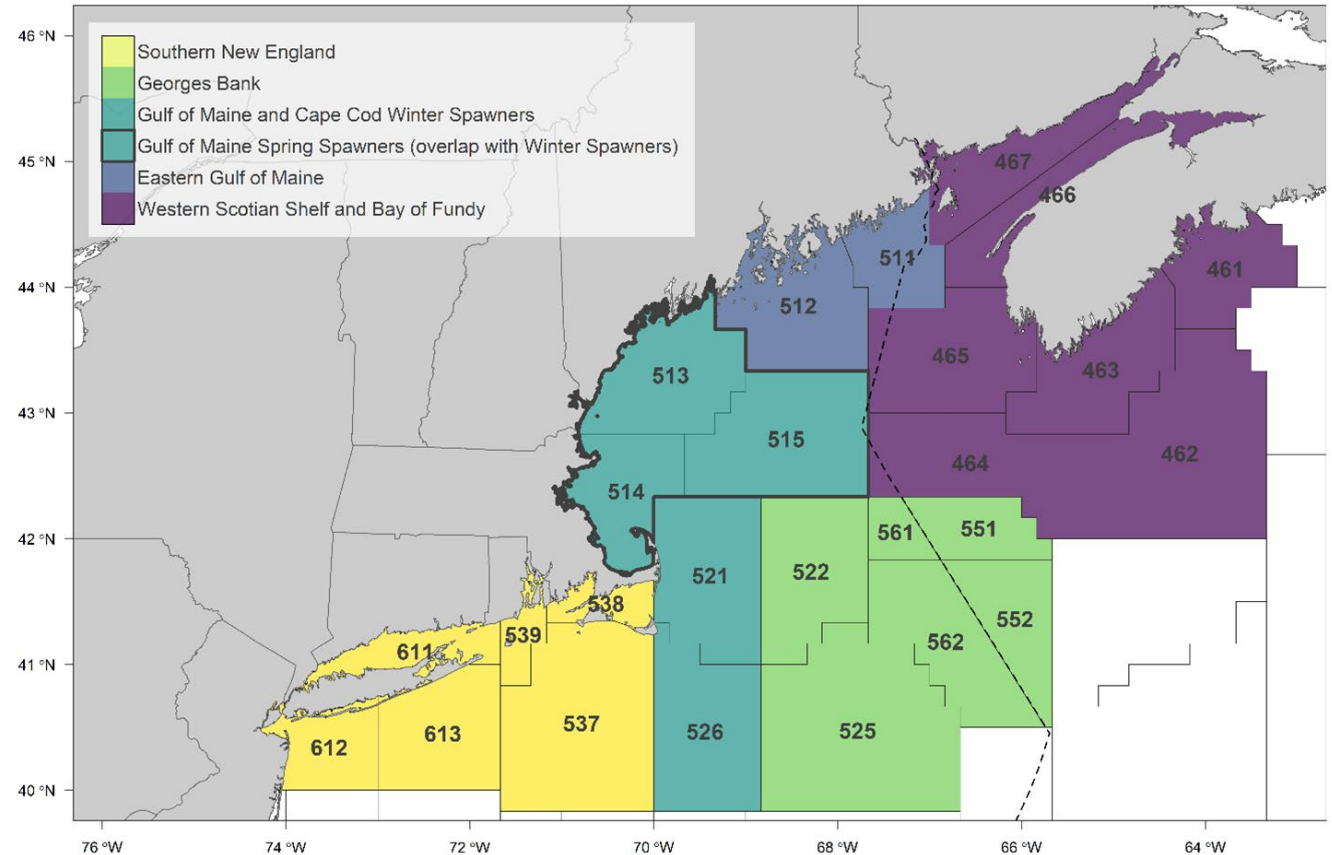 46 °N
Southern New England
Georges Bank
Gulf of Maine and Cape Cod Winter Spawners
Gulf of Maine Spring Spawners (overlap with Winter Spawners)
Eastern Gulf of Maine
Western Scotian Shelf and Bay of Fundy
45 °N
467
466
511
461
44 °N
512
465
463
513
43 °N
515
464
462
514
42 °N
561
551
521
522
538
552
539
562
611
41 °N
537
526
525
613
612
40 °N
76 °W
74 °W
72 °W
70 °W
68 °W
66 °W
64 °W